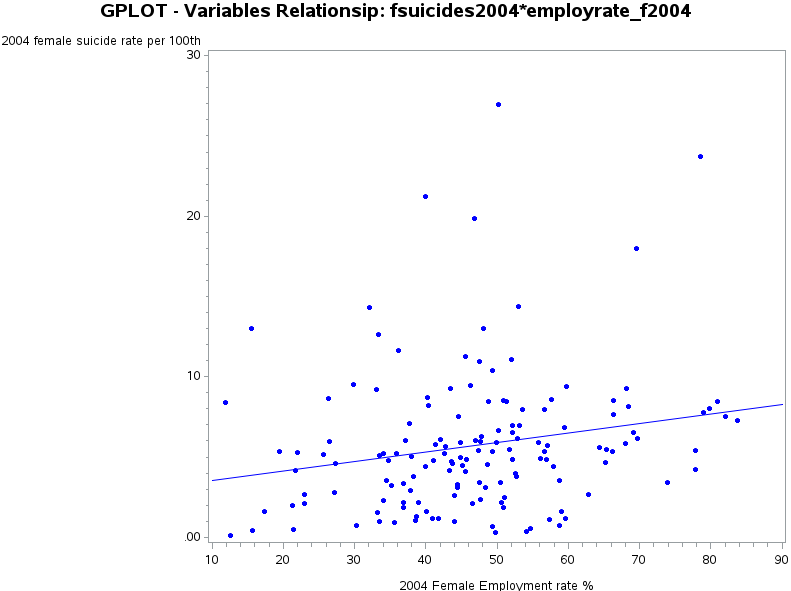 GPLOT - Variables Relationsip: fsuicides2004*employrate_f2004
2004 female suicide rate per 100th
30
20
10
.00
10 20 30 40 50 60 70 80 90
2004 Female Employment rate %